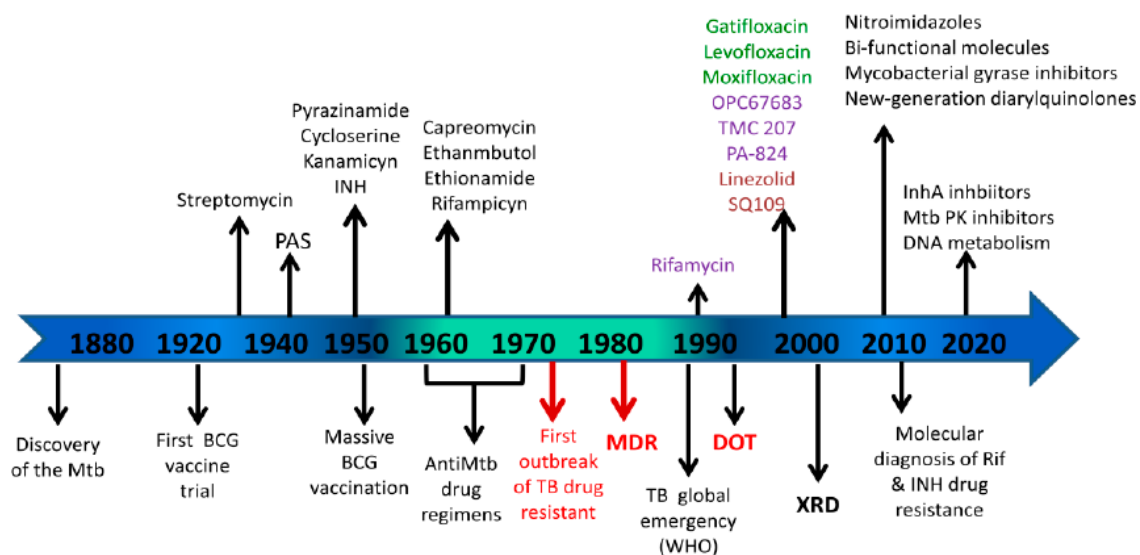 Gatifloxacin
Levofloxacin
Moxifloxacin
OPC67683
TMC 207
PA-824
Linezolid
SQ109
Nitroimidazoles
Bi-functional molecules
Mycobacterial gyrase inhibitors
New-generation diarylquinolones
Pyrazinamide
Cycloserine
Kanamicyn
INH
Capreomycin
Ethanmbutol
Ethionamide
Rifampicyn
Streptomycin
PAS
Rifamycin
InhA inhbiitors
Mtb PK inhibitors
DNA metabolism
1880 1920 1940 1950 1960 1970 1980 1990 2000 2010 2020
Discovery
of the Mtb
First BCG
vaccine
trial
Massive
BCG
vaccination
AntiMtb
drug
regimens
First
outbreak
of TB drug
resistant
MDR
TB global
emergency
(WHO)
DOT
XRD
Molecular
diagnosis of Rif
& INH drug
resistance